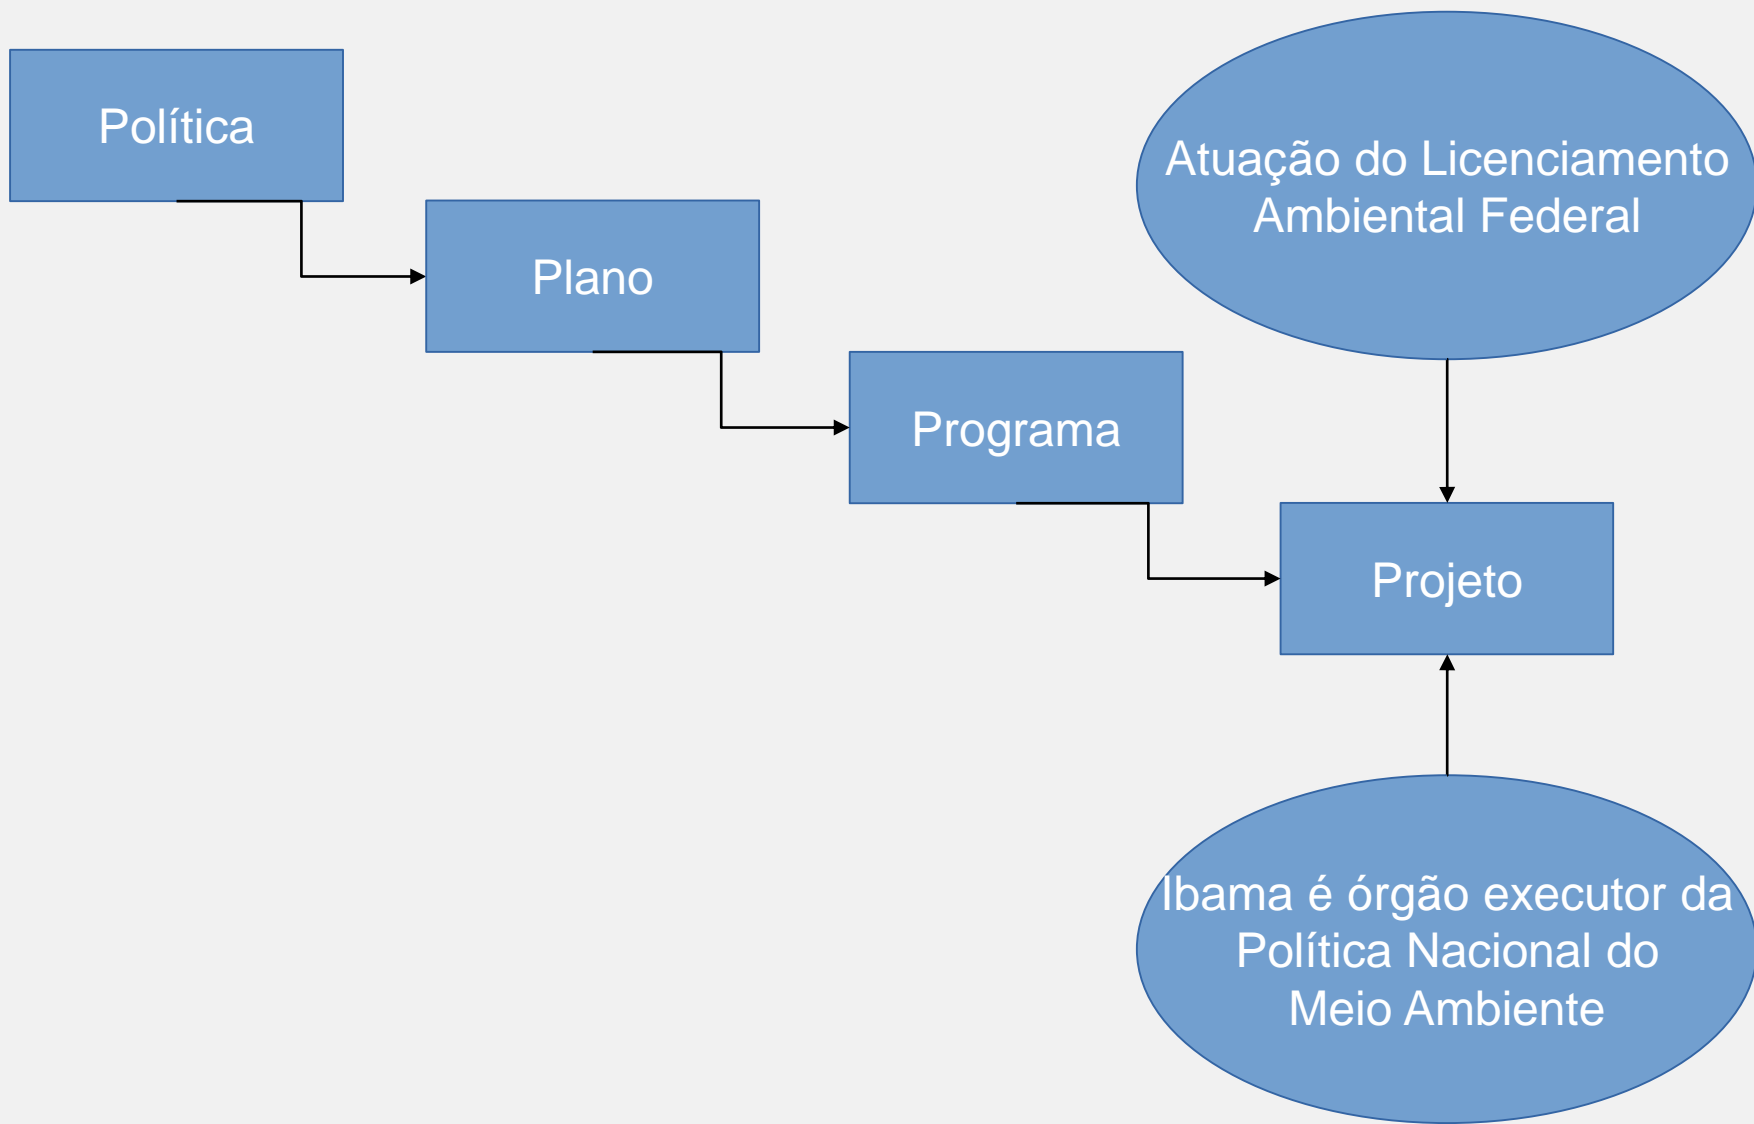 Política
Plano
Programa
Projeto
Atuação do Licenciamento
Ambiental Federal
Ibama é órgão executor da
Política Nacional do
Meio Ambiente